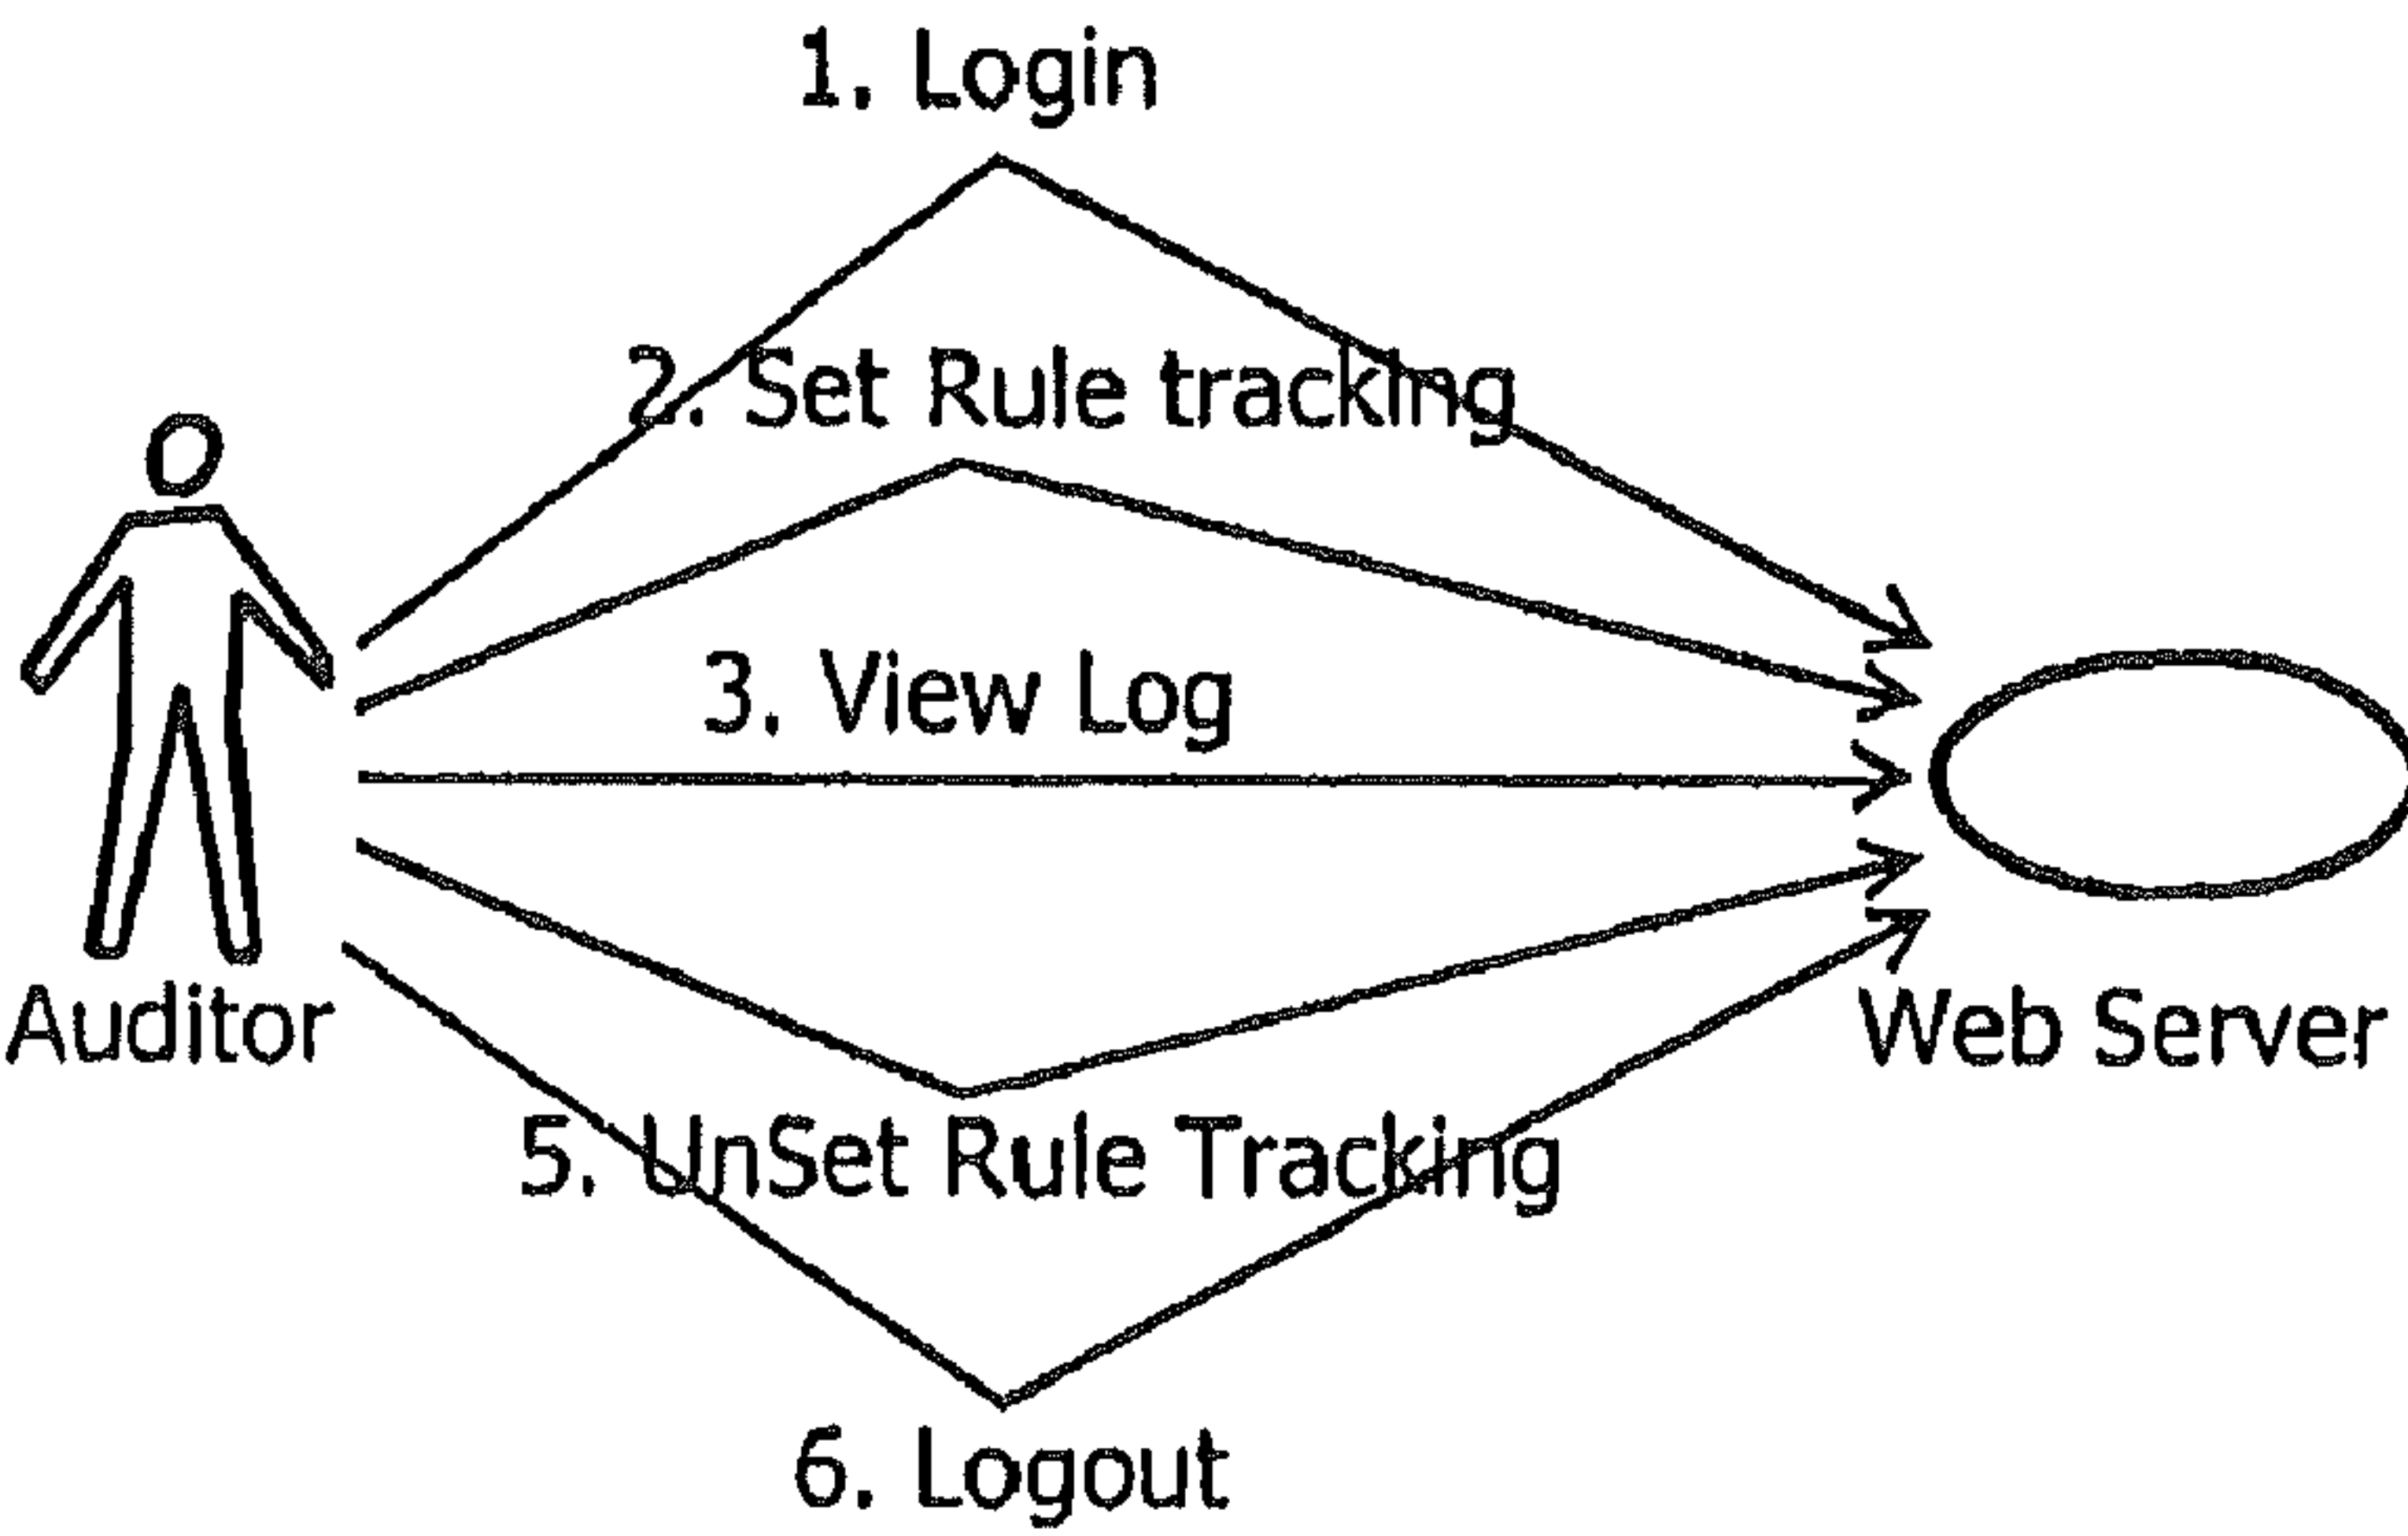 1. Login
2. Set Rule tracking
3. View Log
Auditor
Web Server
5. UnSet Rule Tracking
6. Logout